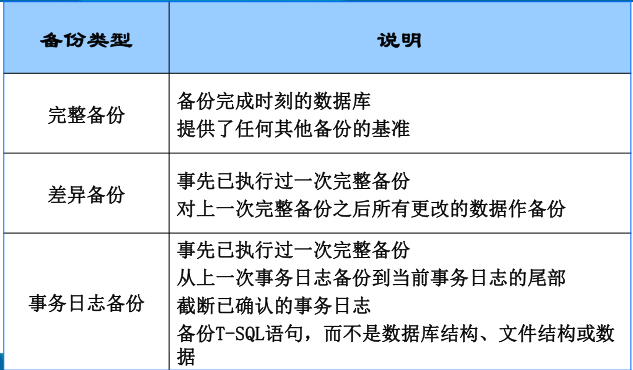 备份类型
说明
完整备份
备份完成时刻的数据库
提供了任何其他备份的基准
差异备份
事先已执行过一次完整备份
对上一次完整备份之后所有更改的数据作备份
事务日志备份
事先已执行过一次完整备份
从上一次事务日志备份到当前事务日志的尾部
截断已确认的事务日志
备份T-SQL语句，而不是数据库结构、文件结构或数
据